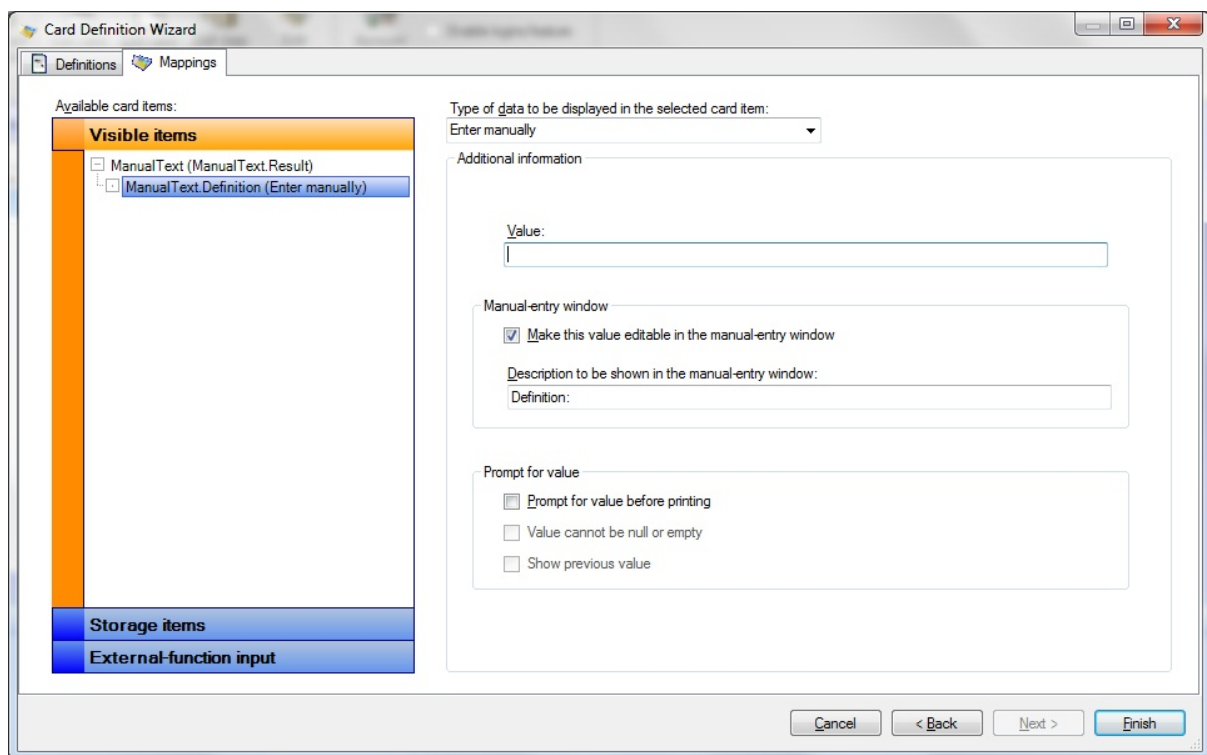 Card Definition Wizard
Enable logins feature
Definitions
Mappings
Available card items:
Visible items
ManualText (ManualText.Result)
ManualText.Definition (Enter manually)
Storage items
External-function input
Type of data to be displayed in the selected card item:
Enter manually
Additional information
Value:
Manual-entry window
Make this value editable in the manual-entry window
Description to be shown in the manual-entry window:
Definition:
Prompt for value
Prompt for value before printing
Value cannot be null or empty
Show previous value
Cancel
< Back
Next >
Finish